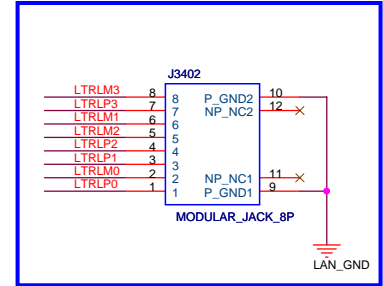 J3402
LTRLM3 8 8 P_GND2 10
LTRLP3 7 7 NP_NC2 12
LTRLM1 6 6
LTRLM2 5 5
LTRLP2 4 4
LTRLP1 3 3
LTRLM0 2 2 NP_NC1 11
LTRLP0 1 1 P_GND1 9
MODULAR_JACK_8P
LAN_GND